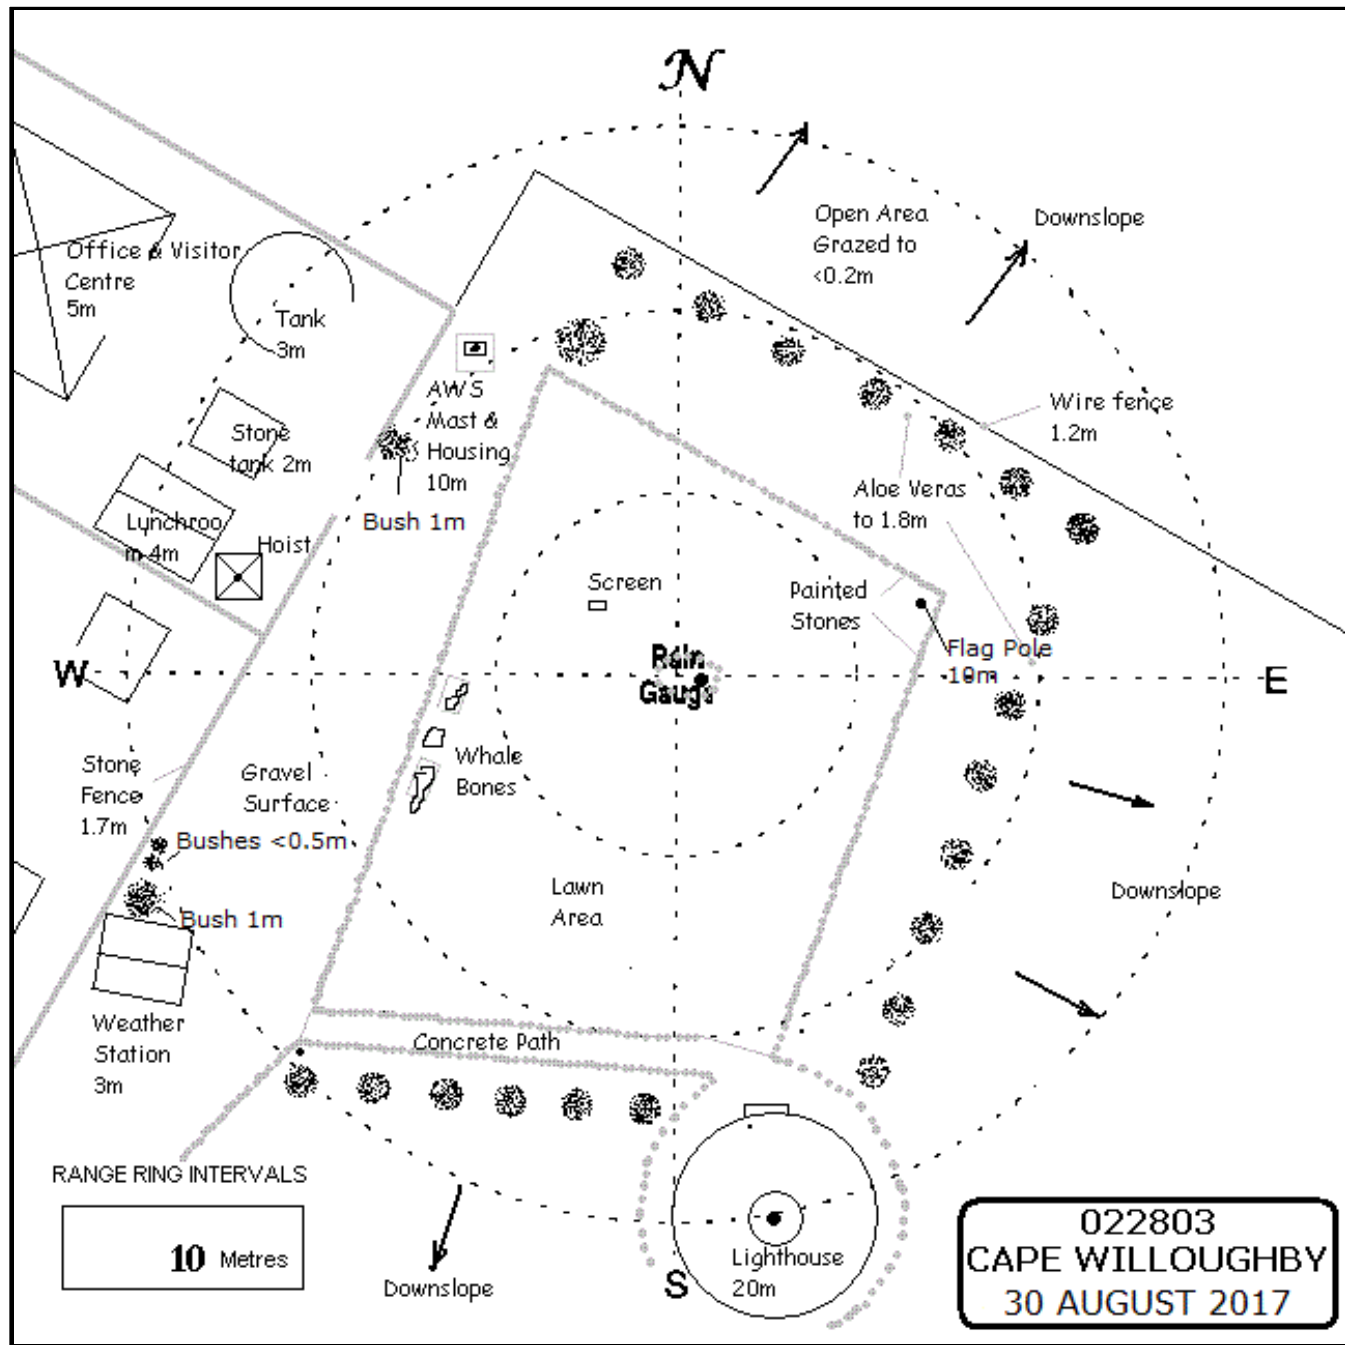 N
Open Area
Grazed to
<0.2m
Downslope
Office & Visitor
Centre
5m
Tank
3m
AWS
Mast &
Housing
10m
Wire fence
1.2m
Stone
tank 2m
Aloe Veras
to 1.8m
Bush 1m
Lynchroo
m 4m
Hoist
Screen
Painted
Stones
Flag Pole
10m
Rain
Gauge
W
E
Whale
Bones
Stone
Fence
1.7m
Gravel
Surface
Bushes <0.5m
Bush 1m
Lawn
Area
Downslope
Weather
Station
3m
Concrete Path
RANGE RING INTERVALS
10 Metres
Downslope
S
Lighthouse
20m
022803
CAPE WILLOUGHBY
30 AUGUST 2017